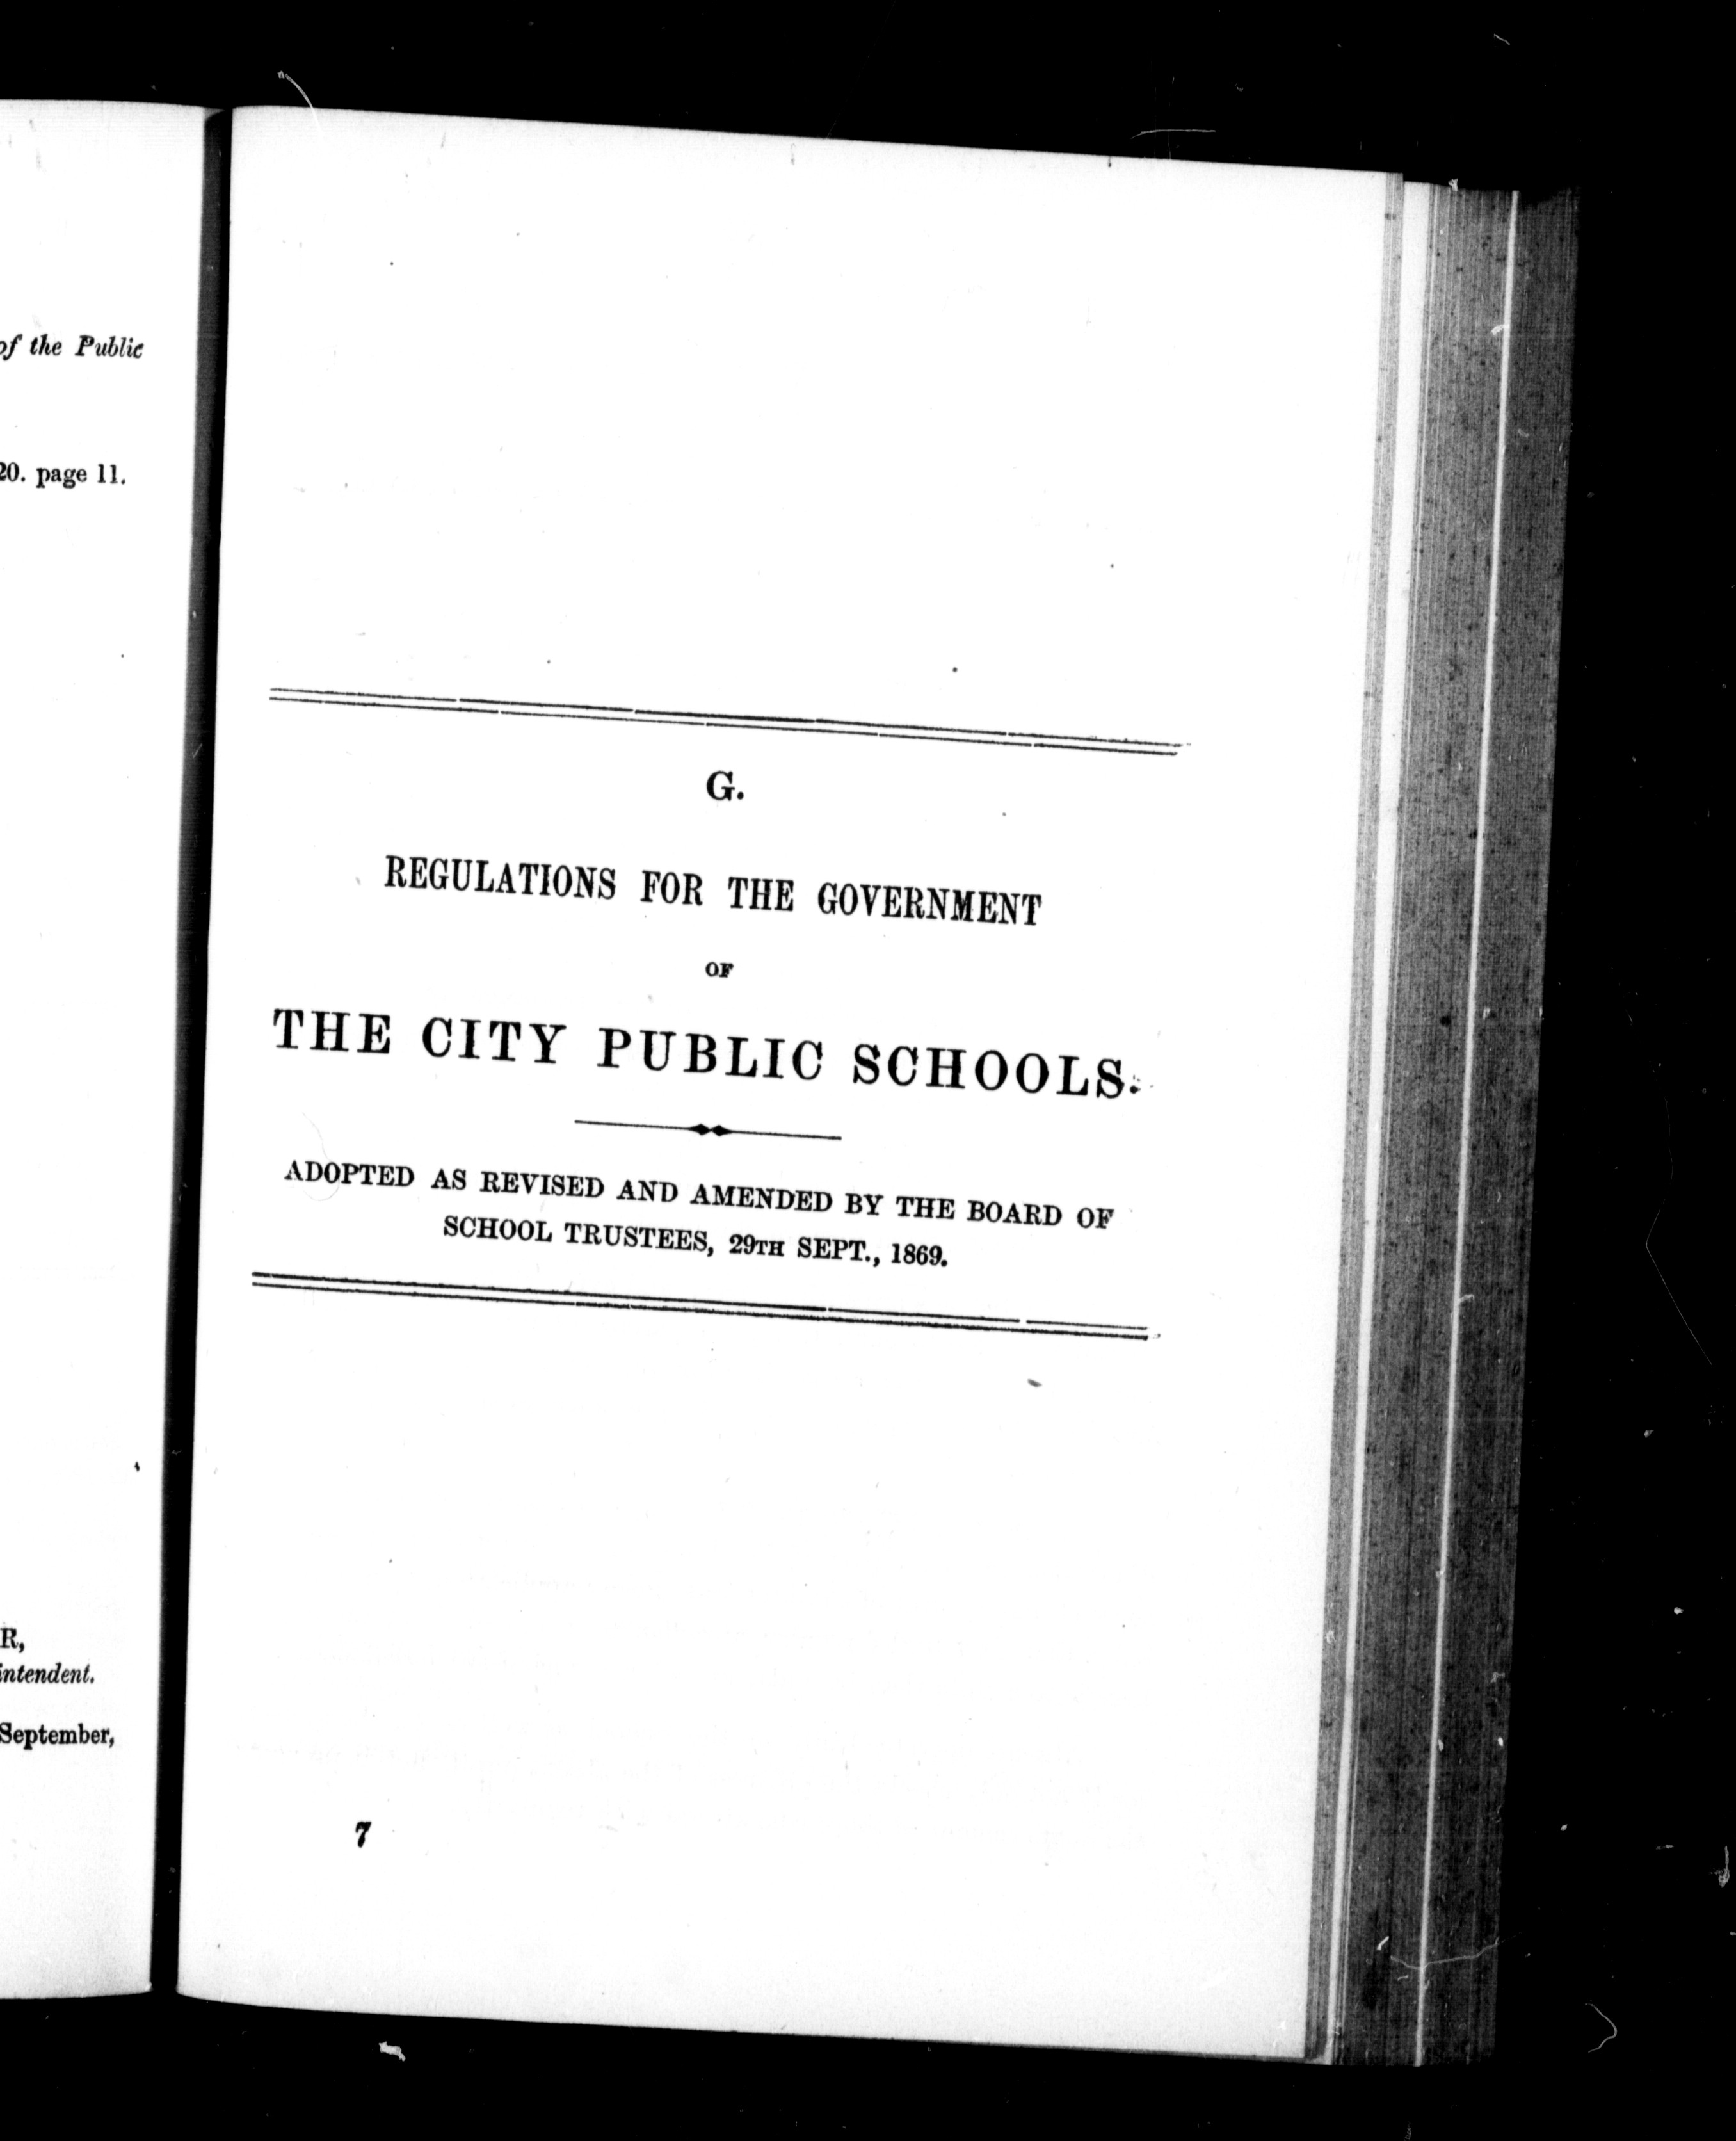 of the Public
20. page 11.
R,
intendent.
September,
G.
REGULATIONS FOR THE GOVERNMENT
OF
THE CITY PUBLIC SCHOOLS.
ADOPTED AS REVISED AND AMENDED BY THE BOARD OF
SCHOOL TRUSTEES, 29TH SEPT., 1869.
7